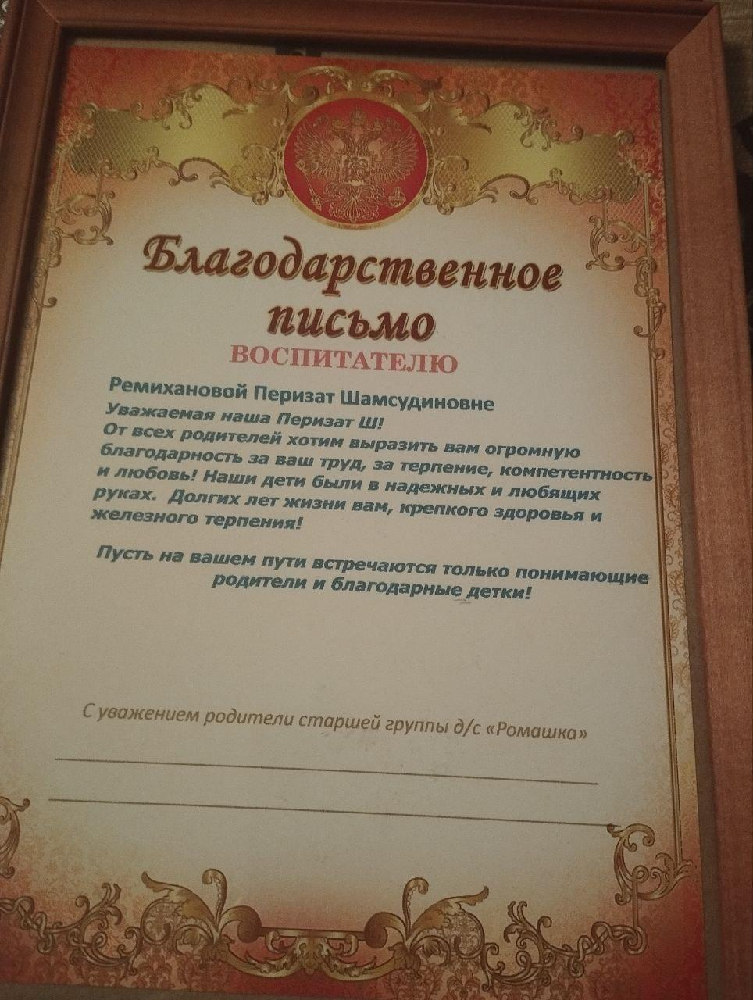 Благодарственное
письмо
ВОСПИТАТЕЛЮ
Ремихановой Перизат Шамсудиновне
Уважаемая наша Перизат Ш!
От всех родителей хотим выразить вам огромную
благодарность за ваш труд, за терпение, компетентность
и любовь! Наши дети были в надежных и любящих
руках. Долгих лет жизни вам, крепкого здоровья и
железного терпения!
Пусть на вашем пути встречаются только понимающие
родители и благодарные детки!
С уважением родители старшей группы д/с «Ромашка»